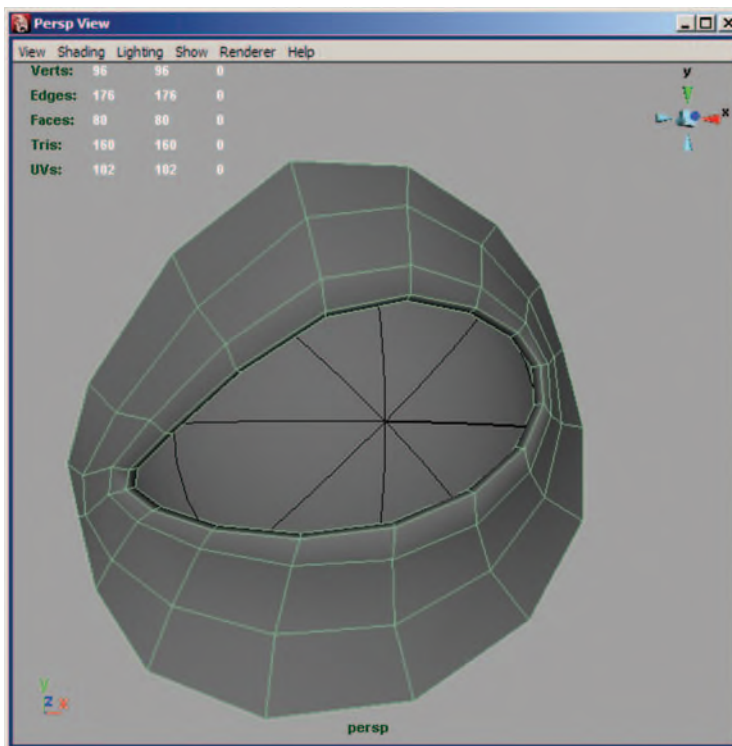 Persp View
View Shading Lighting Show Renderer Help
Verts: 96 96 0
Edges: 176 176 0
Faces: 80 80 0
Tris: 160 160 0
UVs: 102 102 0
y
x
y
z
persp